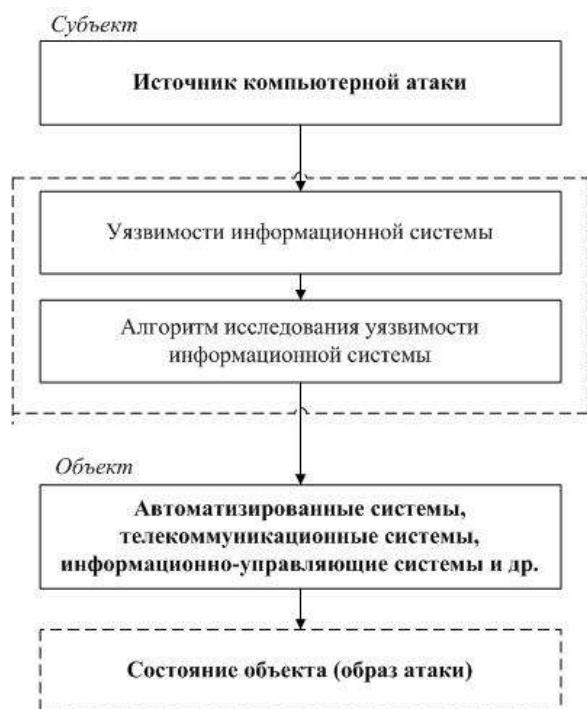 Субъект
Источник компьютерной атаки
Уязвимости информационной системы
Алгоритм исследования уязвимости
информационной системы
Объект
Автоматизированные системы,
телекоммуникационные системы,
информационно-управляющие системы и др.
Состояние объекта (образ атаки)